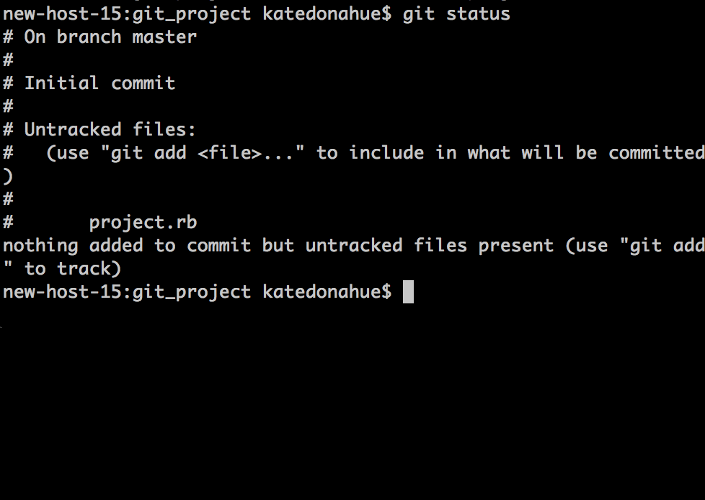 new-host-15:git_project katedonahue$ git status
# On branch master
#
# Initial commit
#
# Untracked files:
#   (use "git add <file>..." to include in what will be committed
)
#
#       project.rb
nothing added to commit but untracked files present (use "git add
" to track)
new-host-15:git_project katedonahue$